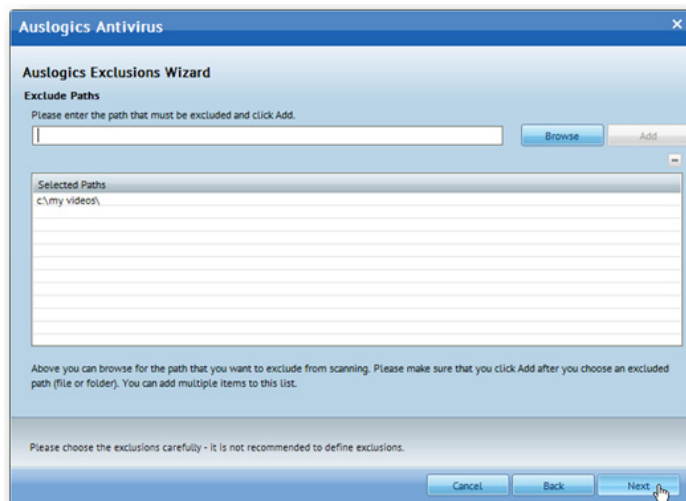 Auslogics Antivirus
Auslogics Exclusions Wizard
Exclude Paths
Please enter the path that must be excluded and click Add.
Browse
Add
Selected Paths
c:\my videos\
Above you can browse for the path that you want to exclude from scanning. Please make sure that you click Add after you choose an excluded
path (file or folder). You can add multiple items to this list.
Please choose the exclusions carefully - it is not recommended to define exclusions.
Cancel
Back
Next